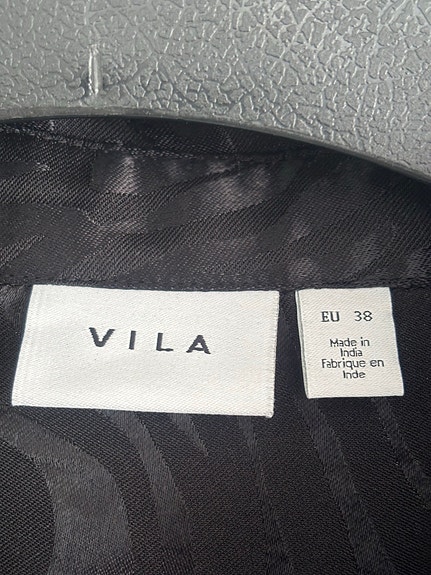 VILA
EU 38
Made in
India
Fabrique en
Inde